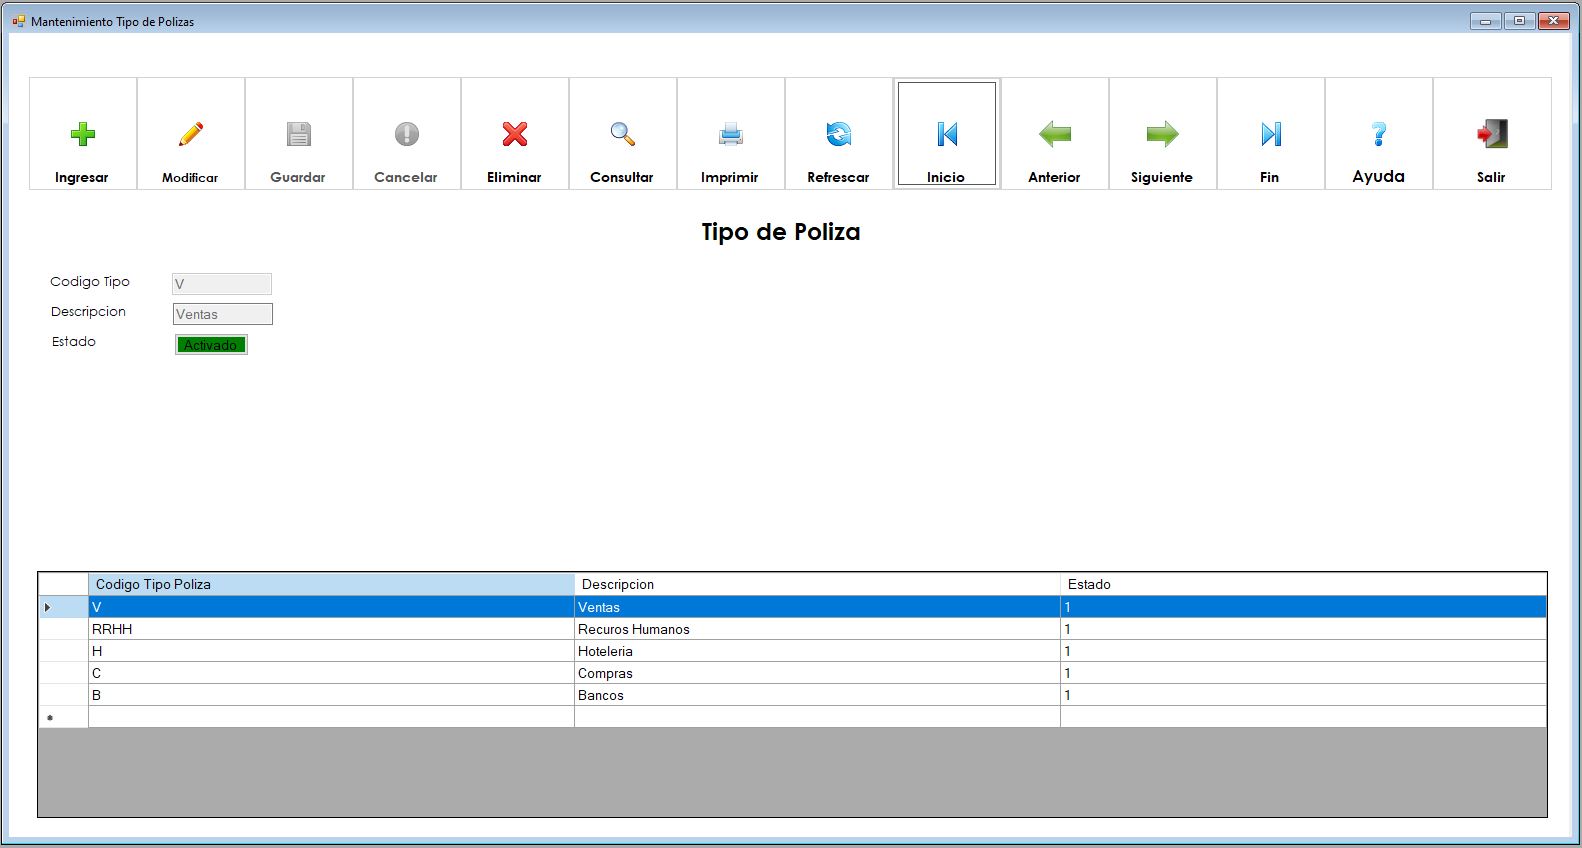 Mantenimiento Tipo de Polizas
Ingresar Modificar Guardar Cancelar Eliminar Consultar Imprimir Refrescar Inicio Anterior Siguiente Fin Ayuda Salir
Tipo de Poliza
Codigo Tipo V
Descripcion Ventas
Estado Activado
Codigo Tipo Poliza Descripcion Estado
V Ventas 1
RRHH Recuros Humanos 1
H Hoteleria 1
C Compras 1
B Bancos 1